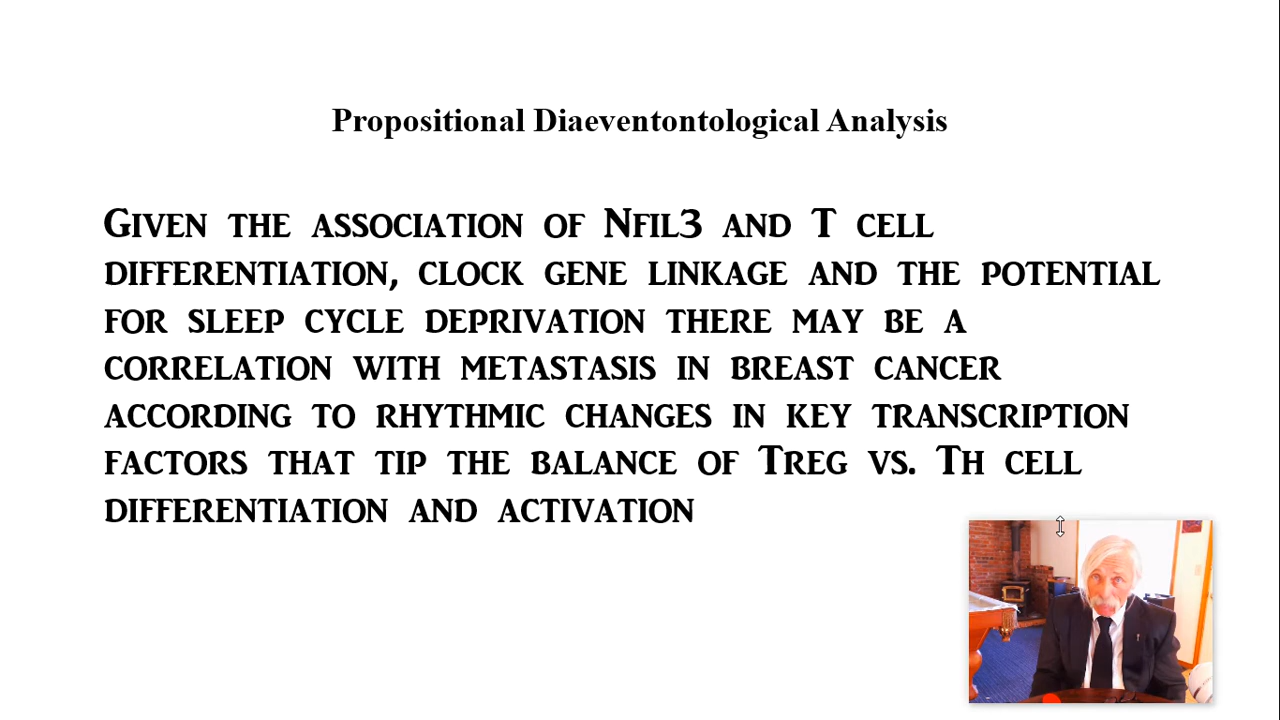 Propositional Diaeventontological Analysis
Given the association of Nfil3 and T cell
differentiation, clock gene linkage and the potential
for sleep cycle deprivation there may be a
correlation with metastasis in breast cancer
according to rhythmic changes in key transcription
factors that tip the balance of Treg vs. Th cell
differentiation and activation